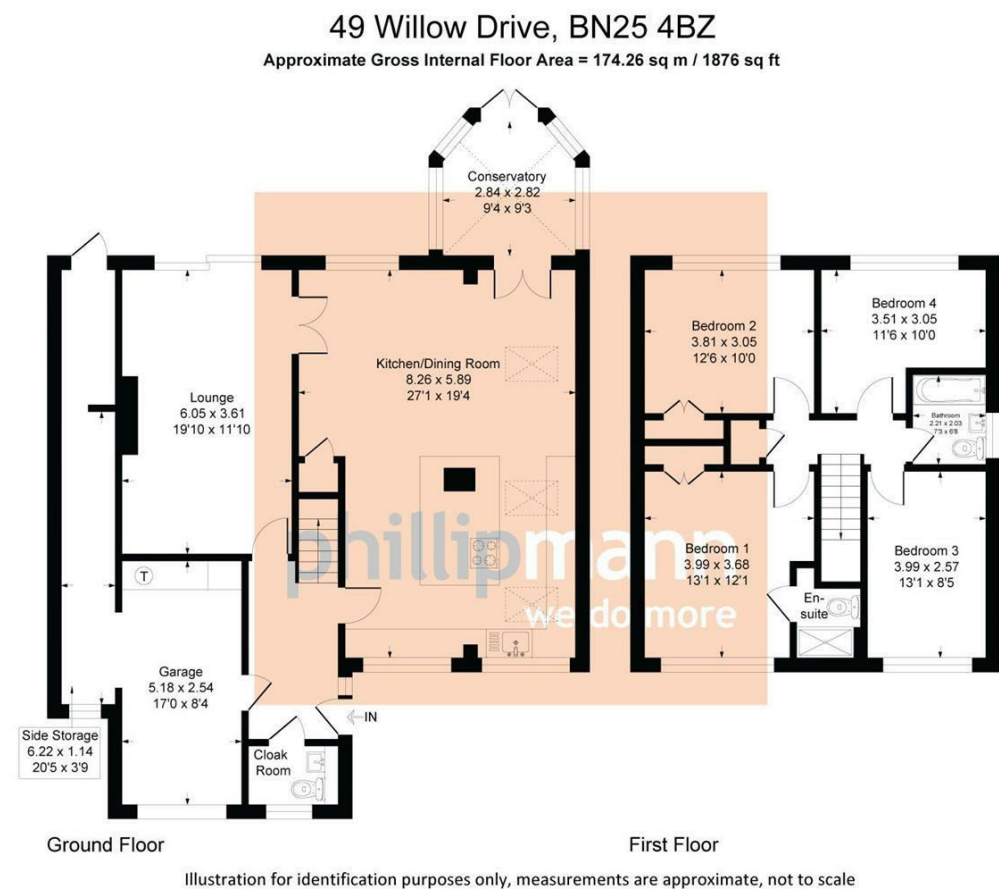 49 Willow Drive, BN25 4BZ
Approximate Gross Internal Floor Area = 174.26 sq m / 1876 sq ft
Conservatory
2.84 x 2.82
9'4 x 9'3
Lounge
6.05 x 3.61
19'10 x 11'10
Kitchen/Dining Room
8.26 x 5.89
27'1 x 19'4
T
Garage
5.18 x 2.54
17'0 x 8'4
Side Storage
6.22 x 1.14
20'5 x 3'9
Cloak
Room
IN
Ground Floor
Bedroom 2
3.81 x 3.05
12'6 x 10'0
Bedroom 4
3.51 x 3.05
11'6 x 10'0
Bathroom
2.21 x 2.03
7'3 x 6'8
Bedroom 1
3.99 x 3.68
13'1 x 12'1
En-
suite
Bedroom 3
3.99 x 2.57
13'1 x 8'5
First Floor
phillipmann
we do more
Illustration for identification purposes only, measurements are approximate, not to scale